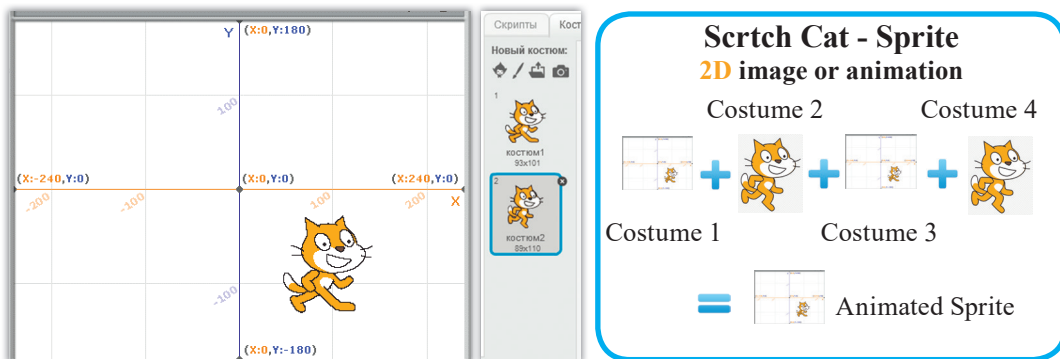 Y (X:0,Y:180)
100
(X:-240,Y:0) (X:0,Y:0) (X:240,Y:0)
-200 -100 100 200 X
-100
(X:0,Y:-180)
Скрипты Кост
Новый костюм:
1
костюм1
93x101
2
костюм2
89x110
Scrtch Cat - Sprite
2D image or animation
Costume 2 Costume 4
Costume 1 Costume 3
Animated Sprite